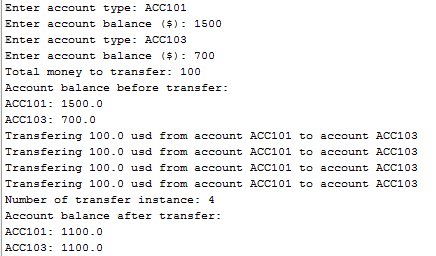 Enter account type: ACC101
Enter account balance ($): 1500
Enter account type: ACC103
Enter account balance ($): 700
Total money to transfer: 100
Account balance before transfer:
ACC101: 1500.0
ACC103: 700.0
Transfering 100.0 usd from account ACC101 to account ACC103
Transfering 100.0 usd from account ACC101 to account ACC103
Transfering 100.0 usd from account ACC101 to account ACC103
Transfering 100.0 usd from account ACC101 to account ACC103
Number of transfer instance: 4
Account balance after transfer:
ACC101: 1100.0
ACC103: 1100.0